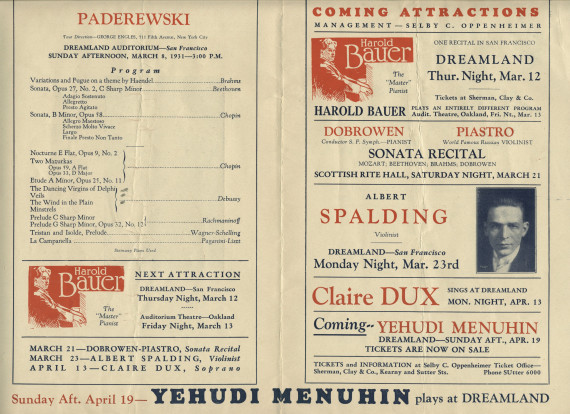 PADEREWSKI
Tour Direction—GEORGE ENGLES, 711 Fifth Avenue, New York City
DREAMLAND AUDITORIUM—San Francisco
SUNDAY AFTERNOON, MARCH 8, 1931—3:00 P.M.
Program
Variations and Fugue on a theme by Haendel Brahms
Sonata, Opus 27, No. 2, C Sharp Minor Beethoven
Adagio Sostenuto
Allegretto
Presto Agitato
Sonata, B Minor, Opus 58 Chopin
Allegro Maestoso
Scherzo Molto Vivace
Largo
Finale Presto Non Tanto
Nocturne E Flat, Opus 9, No. 2
Two Mazurkas Chopin
Opus 59, A Flat
Opus 33, D Major
Etude A Minor, Opus 25, No. 11
The Dancing Virgins of Delphi
Veils
The Wind in the Plain Debussy
Minstrels
Prelude C Sharp Minor
Prelude G Sharp Minor, Opus 32, No. 12 Rachmaninoff
Tristan and Isolde, Prelude Wagner-Schelling
La Campanella Paganini-Liszt
Steinway Piano Used
Harold
Bauer
The
"Master"
Pianist
NEXT ATTRACTION
DREAMLAND—San Francisco
Thursday Night, March 12
Auditorium Theatre—Oakland
Friday Night, March 13
MARCH 21—DOBROWEN-PIASTRO, Sonata Recital
MARCH 23—ALBERT SPALDING, Violinist
APRIL 13—CLAIRE DUX, Soprano
COMING ATTRACTIONS
MANAGEMENT—SELBY C. OPPENHEIMER
Harold
Bauer
The
"Master"
Pianist
ONE RECITAL IN SAN FRANCISCO
DREAMLAND
Thur. Night, Mar. 12
Tickets at Sherman, Clay & Co.
HAROLD BAUER PLAYS AN ENTIRELY DIFFERENT PROGRAM
Audit. Theatre, Oakland, Fri. Nt., Mar. 13
DOBROWEN PIASTRO
Conductor S. F. Symph.—PIANIST World Famous Russian VIOLINIST
SONATA RECITAL
MOZART; BEETHOVEN; BRAHMS; DOBROWEN
SCOTTISH RITE HALL, SATURDAY NIGHT, MARCH 21
ALBERT
SPALDING
Violinist
DREAMLAND—San Francisco
Monday Night, Mar. 23rd
Claire DUX SINGS AT DREAMLAND
MON. NIGHT, APR. 13
Coming-- YEHUDI MENUHIN
DREAMLAND—SUNDAY AFT., APR. 19
TICKETS ARE NOW ON SALE
TICKETS AND INFORMATION at Selby C. Oppenheimer Ticket Office—
Sherman, Clay & Co., Kearny and Sutter Sts. Phone SUtter 6000
Sunday Aft. April 19—YEHUDI MENUHIN plays at DREAMLAND